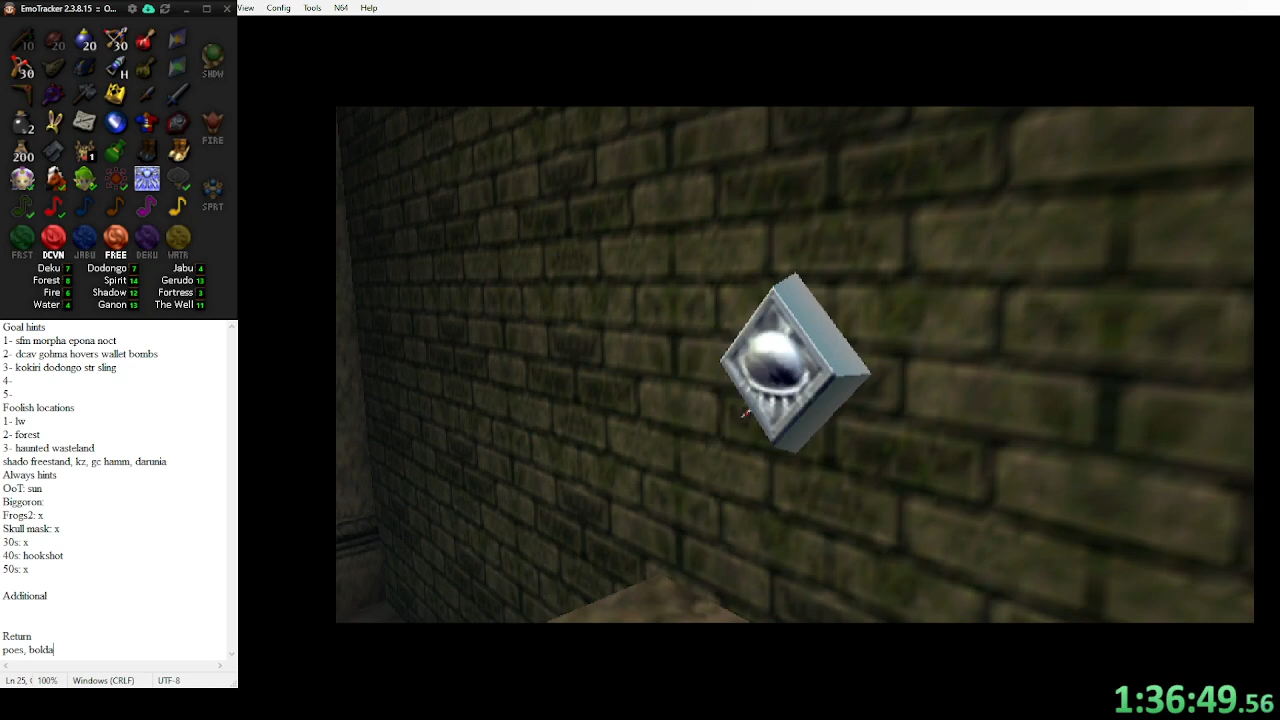 EmoTracker 2.3.8.15 :: O...
View Config Tools N64 Help
10 20 20 30
30 H
SHDW
2
FIRE
200 1
SPRT
FRST DCVN JABU FREE DEKU WATR
Deku 7 Dodongo 7 Jabu 4
Forest 8 Spirit 14 Gerudo 13
Fire 6 Shadow 12 Fortress 3
Water 4 Ganon 13 The Well 11
Goal hints
1- sfm morpha epona noct
2- dcav gohma hovers wallet bombs
3- kokiri dodongo str sling
4-
5-
Foolish locations
1- lw
2- forest
3- haunted wasteland
shado freestand, kz, gc hamm, darunia
Always hints
OoT: sun
Biggoron:
Frogs2: x
Skull mask: x
30s: x
40s: hookshot
50s: x
Additional
Return
poes, bolda
Ln 25, 100% Windows (CRLF) UTF-8
1:36:49.56